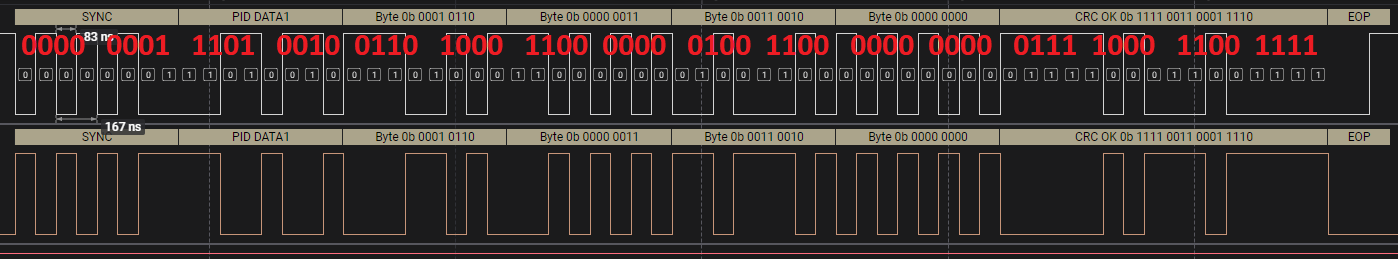 SYNC PID DATA1 Byte 0b 0001 0110 Byte 0b 0000 0011 Byte 0b 0011 0010 Byte 0b 0000 0000 CRC OK 0b 1111 0011 0001 1110 EOP
83 ns
0000 0001 1101 0010 0110 1000 1100 0000 0100 1100 0000 0000 0111 1000 1100 1111
0 0 0 0 0 0 0 1 1 1 0 1 0 0 1 0 0 1 1 0 1 0 0 0 1 1 0 0 0 0 0 0 0 1 0 0 1 1 0 0 0 0 0 0 0 0 0 0 0 1 1 1 1 0 0 0 1 1 0 0 1 1 1 1
167 ns
SYNC PID DATA1 Byte 0b 0001 0110 Byte 0b 0000 0011 Byte 0b 0011 0010 Byte 0b 0000 0000 CRC OK 0b 1111 0011 0001 1110 EOP